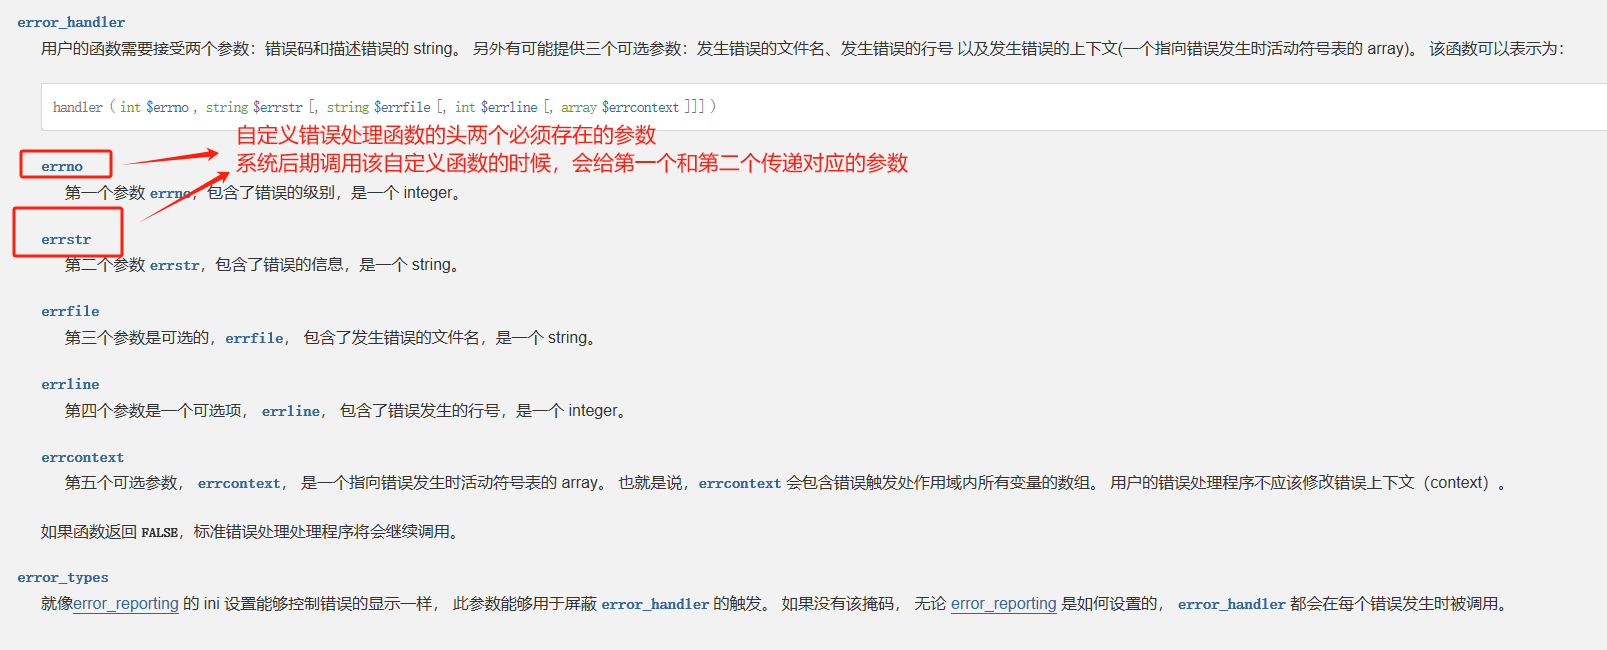 error_handler
用户的函数需要接受两个参数：错误码和描述错误的 string。 另外有可能提供三个可选参数：发生错误的文件名、发生错误的行号 以及发生错误的上下文(一个指向错误发生时活动符号表的 array)。 该函数可以表示为：
handler ( int $errno , string $errstr [, string $errfile [, int $errline [, array $errcontext ]]] )
自定义错误处理函数的头两个必须存在的参数
系统后期调用该自定义函数的时候，会给第一个和第二个传递对应的参数
errno
第一个参数 errno，包含了错误的级别，是一个 integer。
errstr
第二个参数 errstr，包含了错误的信息，是一个 string。
errfile
第三个参数是可选的，errfile， 包含了发生错误的文件名，是一个 string。
errline
第四个参数是一个可选项， errline， 包含了错误发生的行号，是一个 integer。
errcontext
第五个可选参数， errcontext， 是一个指向错误发生时活动符号表的 array。 也就是说，errcontext 会包含错误触发处作用域内所有变量的数组。 用户的错误处理程序不应该修改错误上下文（context）。
如果函数返回 FALSE，标准错误处理处理程序将会继续调用。
error_types
就像error_reporting 的 ini 设置能够控制错误的显示一样， 此参数能够用于屏蔽 error_handler 的触发。 如果没有该掩码， 无论 error_reporting 是如何设置的， error_handler 都会在每个错误发生时被调用。